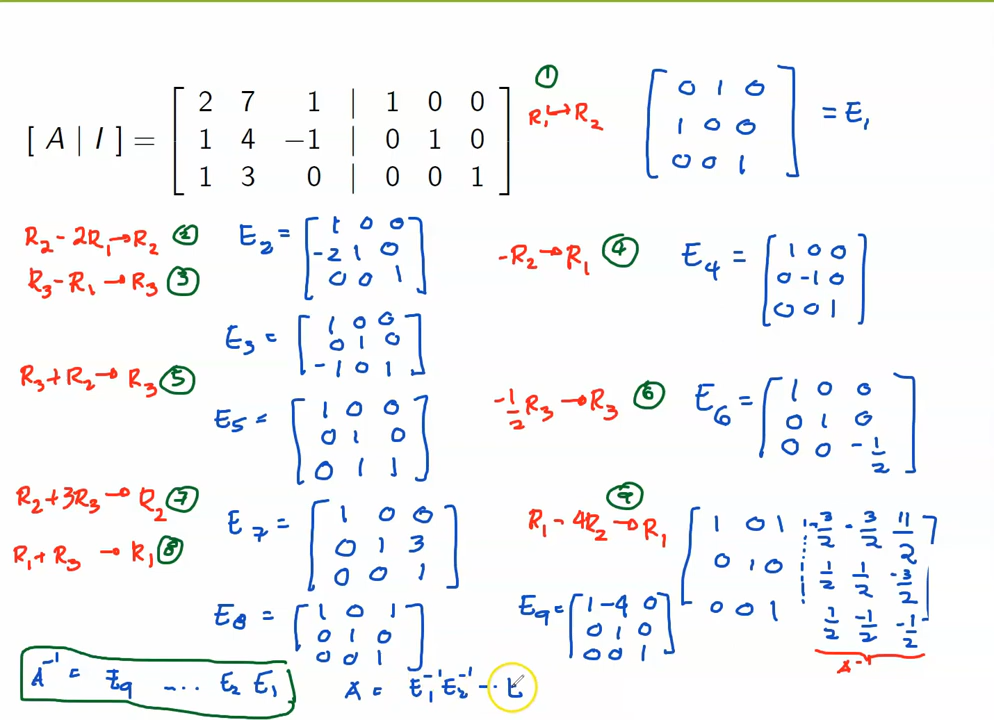 ①
[ A | I ] = [ 2 7 1 | 1 0 0
1 4 −1 | 0 1 0
1 3 0 | 0 0 1 ]
R₁ ↔ R₂
[ 0 1 0
1 0 0
0 0 1 ] = E₁
R₂ - 2R₁ → R₂ ②
R₃ - R₁ → R₃ ③
E₂ = [ 1 0 0
-2 1 0
0 0 1 ]
-R₂ → R₁ ④
E₄ = [ 1 0 0
0 -1 0
0 0 1 ]
E₃ = [ 1 0 0
0 1 0
-1 0 1 ]
R₃ + R₂ → R₃ ⑤
E₅ = [ 1 0 0
0 1 0
0 1 1 ]
-1/2 R₃ → R₃ ⑥
E₆ = [ 1 0 0
0 1 0
0 0 -1/2 ]
R₂ + 3R₃ → R₂ ⑦
R₁ + R₃ → R₁ ⑧
E₇ = [ 1 0 0
0 1 3
0 0 1 ]
⑨
R₁ - 4R₂ → R₁
[ 1 0 1 | -3/2 -3/2 11/2
0 1 0 | 1/2 1/2 -3/2
0 0 1 | 1/2 -1/2 -1/2 ]
A⁻¹
E₈ = [ 1 0 1
0 1 0
0 0 1 ]
E₉ = [ 1 -4 0
0 1 0
0 0 1 ]
A⁻¹ = E₉ .... E₂ E₁
A = E₁⁻¹ E₂⁻¹ -.. E